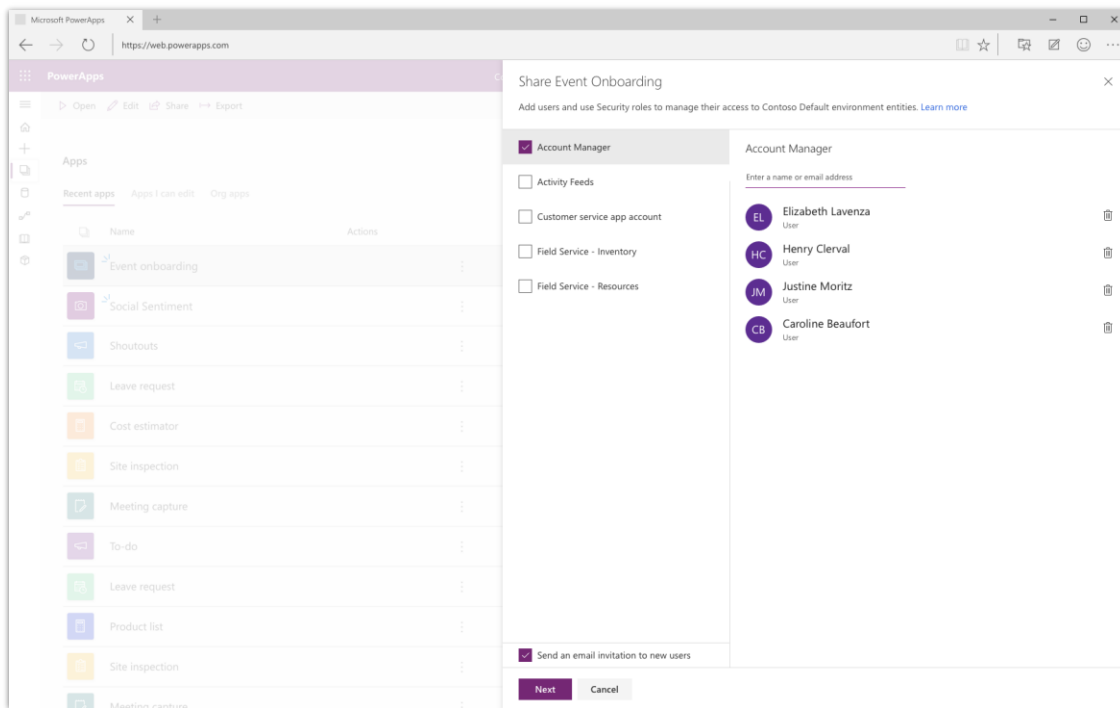 Microsoft PowerApps
https://web.powerapps.com
PowerApps
Open Edit Share Export
Apps
Recent apps Apps I can edit Org apps
Name Actions
Event onboarding
Social Sentiment
Shoutouts
Leave request
Cost estimator
Site inspection
Meeting capture
To-do
Leave request
Product list
Site inspection
Meeting capture
Share Event Onboarding
Add users and use Security roles to manage their access to Contoso Default environment entities. Learn more
Account Manager
Activity Feeds
Customer service app account
Field Service - Inventory
Field Service - Resources
Send an email invitation to new users
Account Manager
Enter a name or email address
EL Elizabeth Lavenza
User
HC Henry Clerval
User
JM Justine Moritz
User
CB Caroline Beaufort
User
Next Cancel